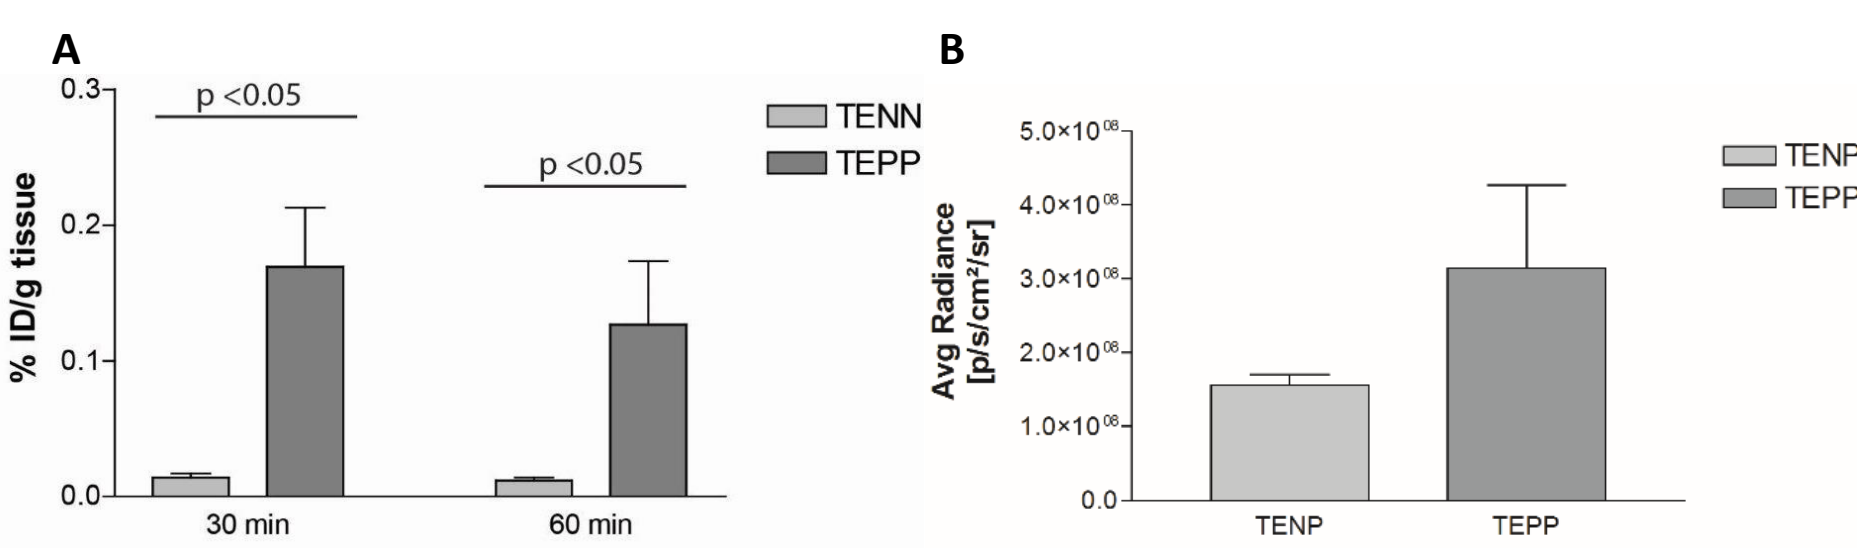 A
0.3
0.2
0.1
0.0
% ID/g tissue
p <0.05
p <0.05
30 min
60 min
TENN
TEPP
B
5.0×10⁰⁸
4.0×10⁰⁸
3.0×10⁰⁸
2.0×10⁰⁸
1.0×10⁰⁸
0.0
Avg Radiance
[p/s/cm²/sr]
TENP
TEPP
TENP
TEPP